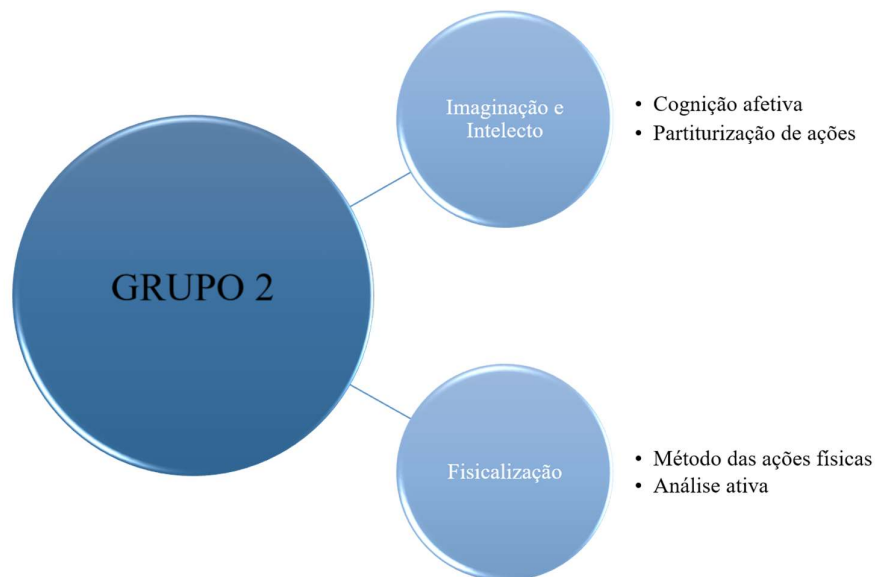 GRUPO 2
Imaginação e
Intelecto
• Cognição afetiva
• Partiturização de ações
Fisicalização
• Método das ações físicas
• Análise ativa